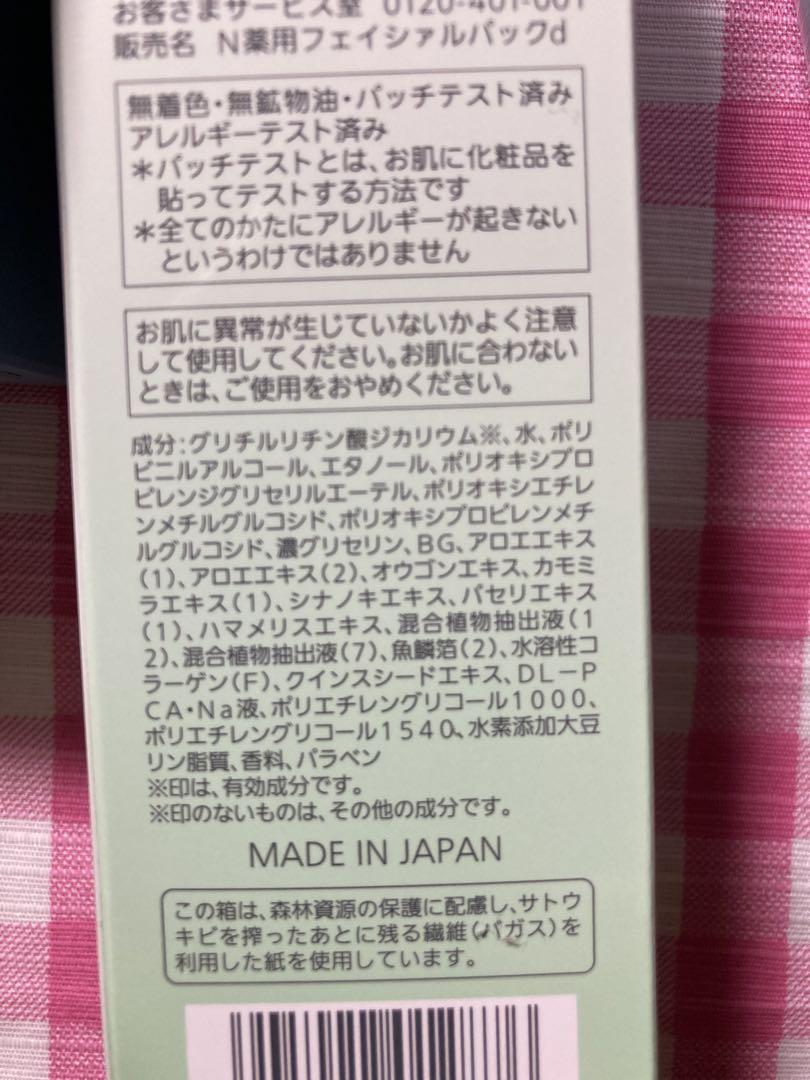 お客さまサービス室 0120-401-001
販売名 N薬用フェイシャルパックd
無着色・無鉱物油・パッチテスト済み
アレルギーテスト済み
＊パッチテストとは、お肌に化粧品を
貼ってテストする方法です
＊全てのかたにアレルギーが起きない
というわけではありません
お肌に異常が生じていないかよく注意
して使用してください。お肌に合わない
ときは、ご使用をおやめください。
成分：グリチルリチン酸ジカリウム※、水、ポリ
ビニルアルコール、エタノール、ポリオキシプロ
ピレンジグリセリルエーテル、ポリオキシエチレ
ンメチルグルコシド、ポリオキシプロピレンメチ
ルグルコシド、濃グリセリン、BG、アロエエキス
（1）、アロエエキス（2）、オウゴンエキス、カモミ
ラエキス（1）、シナノキエキス、パセリエキス
（1）、ハマメリスエキス、混合植物抽出液（1
2）、混合植物抽出液（7）、魚鱗箔（2）、水溶性コ
ラーゲン（F）、クインスシードエキス、DL－P
CA・Na液、ポリエチレングリコール1000、
ポリエチレングリコール1540、水素添加大豆
リン脂質、香料、パラベン
※印は、有効成分です。
※印のないものは、その他の成分です。
MADE IN JAPAN
この箱は、森林資源の保護に配慮し、サトウ
キビを搾ったあとに残る繊維（バガス）を
利用した紙を使用しています。